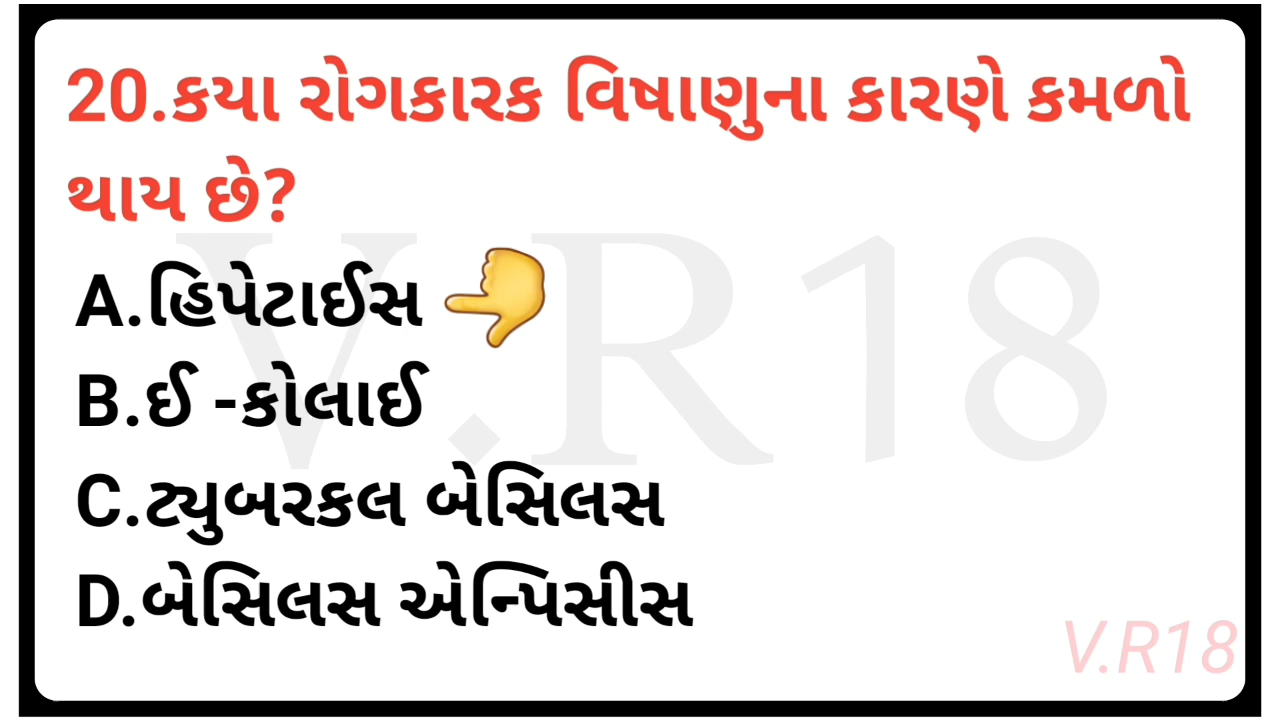 20.કયા રોગકારક વિષાણુના કારણે કમળો
થાય છે?
A.હિપેટાઈસ
B.ઈ -કોલાઈ
C.ટ્યુબરકલ બેસિલસ
D.બેસિલસ એન્પિસીસ
V.R18
V.R18